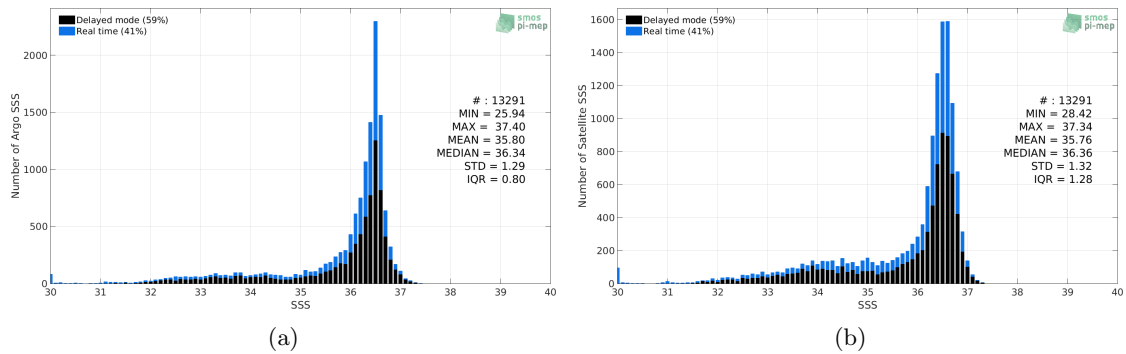 Delayed mode (59%)
Real time (41%)
smos
pi-mep
# : 13291
MIN = 25.94
MAX = 37.40
MEAN = 35.80
MEDIAN = 36.34
STD = 1.29
IQR = 0.80
Number of Argo SSS
2000
1500
1000
500
0
30 31 32 33 34 35 36 37 38 39 40
SSS
(a)
Delayed mode (59%)
Real time (41%)
smos
pi-mep
# : 13291
MIN = 28.42
MAX = 37.34
MEAN = 35.76
MEDIAN = 36.36
STD = 1.32
IQR = 1.28
Number of Satellite SSS
1600
1400
1200
1000
800
600
400
200
0
30 31 32 33 34 35 36 37 38 39 40
SSS
(b)